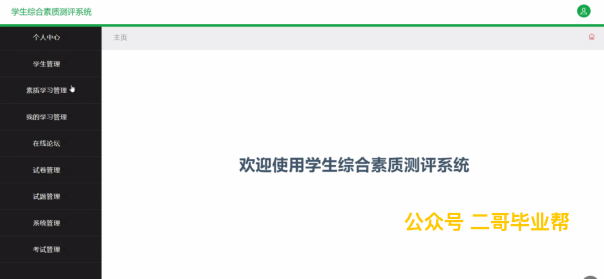 学生综合素质测评系统
个人中心
主页
学生管理
素质学习管理
我的学习管理
在线论坛
试卷管理
试题管理
系统管理
考试管理
欢迎使用学生综合素质测评系统
公众号 二哥毕业帮